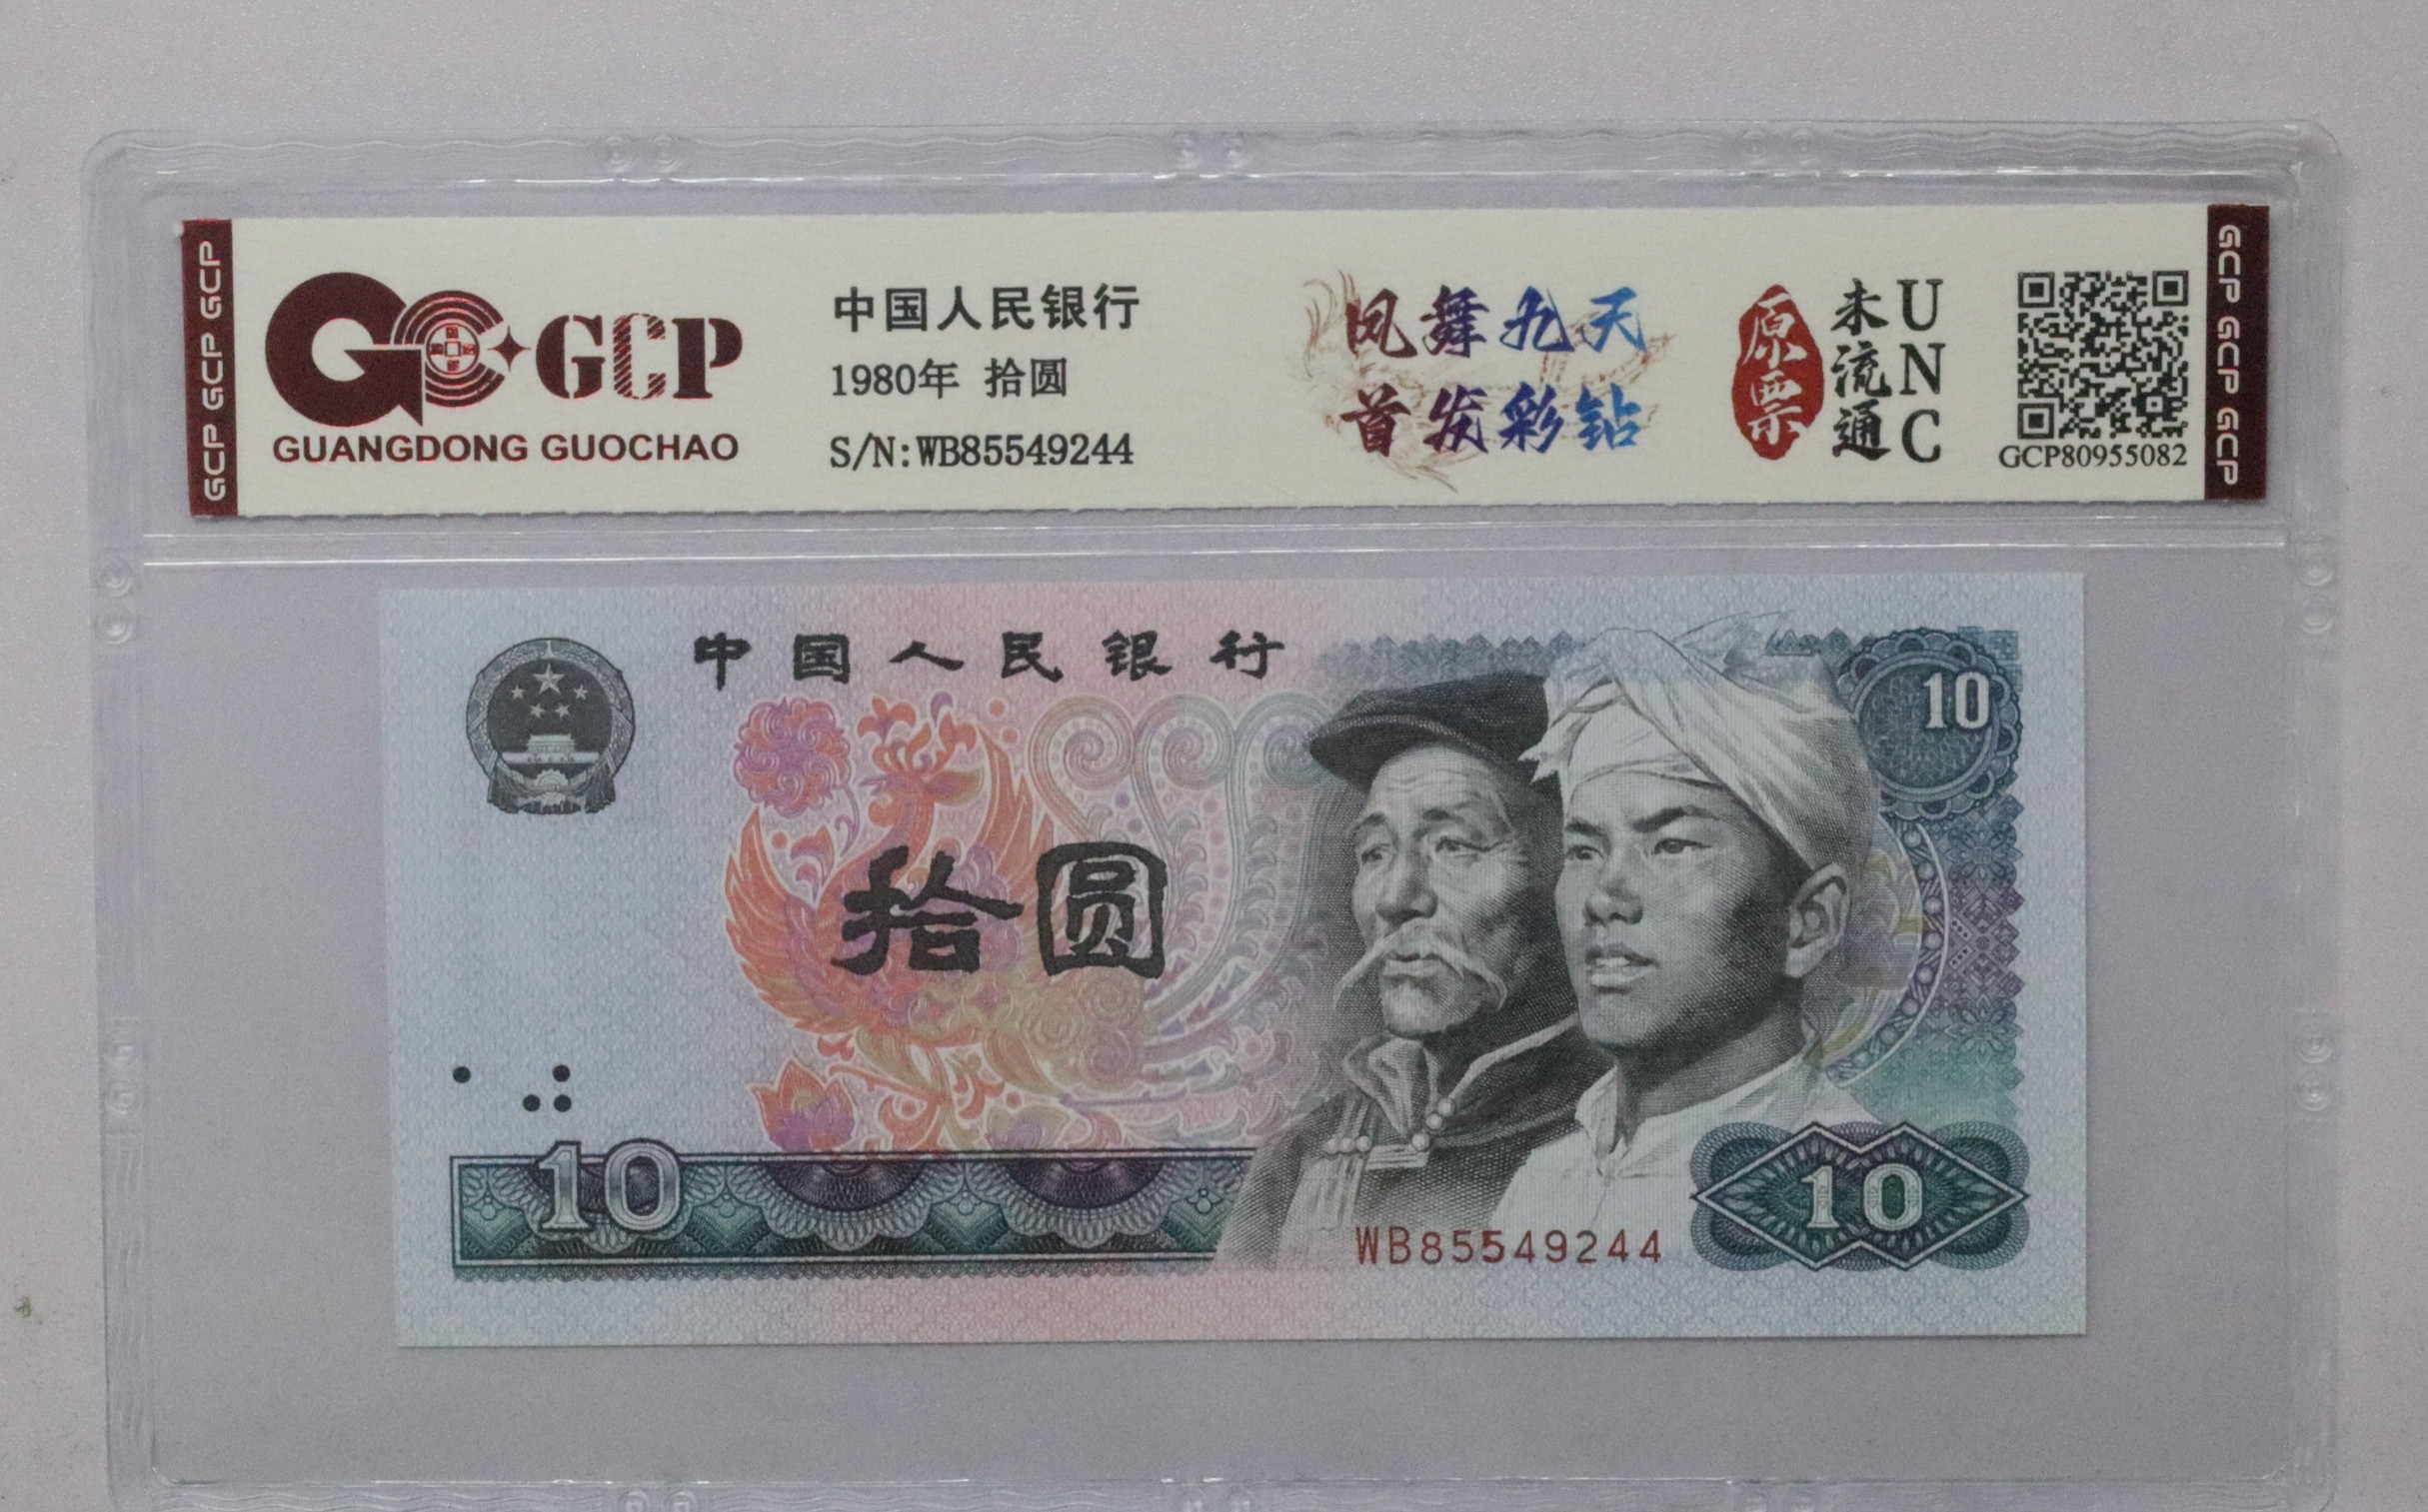 GCP GCP GCP
GCP
GUANGDONG GUOCHAO
中国人民银行
1980年 拾圆
S/N:WB85549244
凤舞九天
首发彩钻
原票
未流通
UNC
GCP80955082
GCP GCP GCP
中国人民银行
10
拾圆
10
WB85549244
10